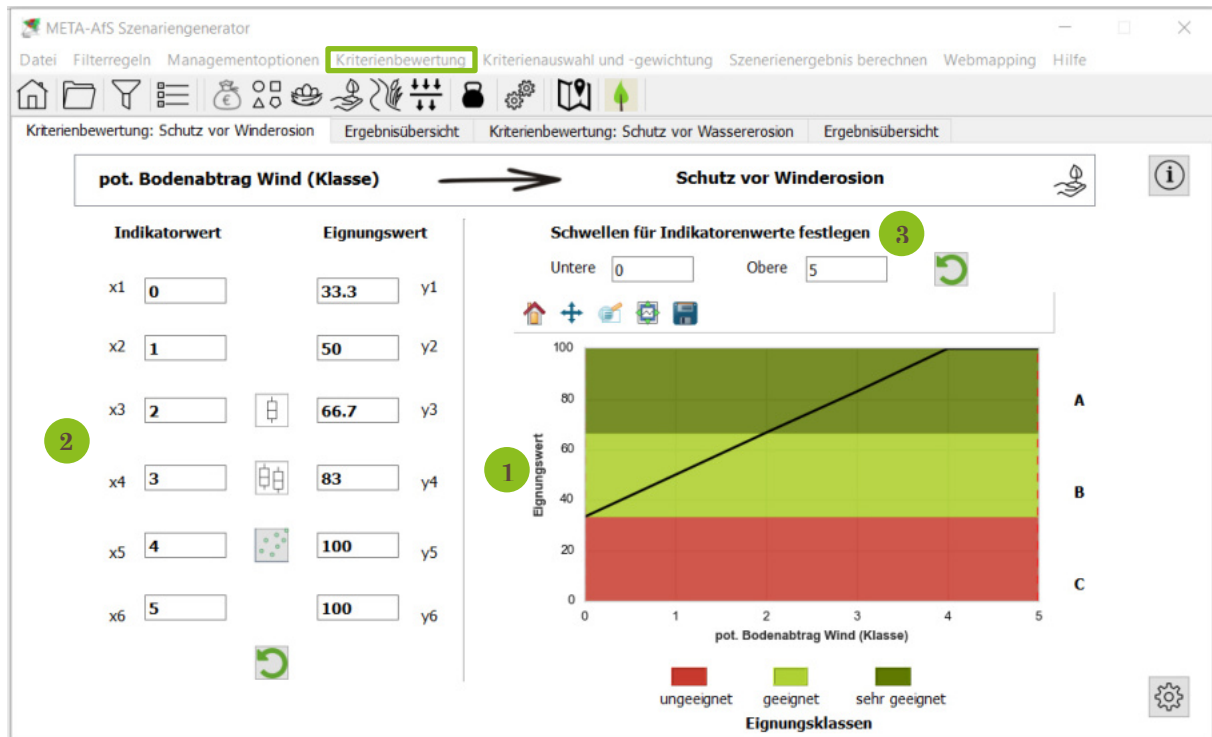 META-AfS Szenariengenerator
Datei Filterregeln Managementoptionen Kriterienbewertung Kriterienauswahl und -gewichtung Szenerienergebnis berechnen Webmapping Hilfe
€
Kriterienbewertung: Schutz vor Winderosion Ergebnisübersicht Kriterienbewertung: Schutz vor Wassererosion Ergebnisübersicht
pot. Bodenabtrag Wind (Klasse) Schutz vor Winderosion
i
Indikatorwert Eignungswert
x1 0 33.3 y1
x2 1 50 y2
x3 2 66.7 y3
2
x4 3 83 y4
x5 4 100 y5
x6 5 100 y6
Schwellen für Indikatorenwerte festlegen 3
Untere 0 Obere 5
100
80
60
40
20
0
1
Eignungswert
A
B
C
0 1 2 3 4 5
pot. Bodenabtrag Wind (Klasse)
ungeeignet geeignet sehr geeignet
Eignungsklassen